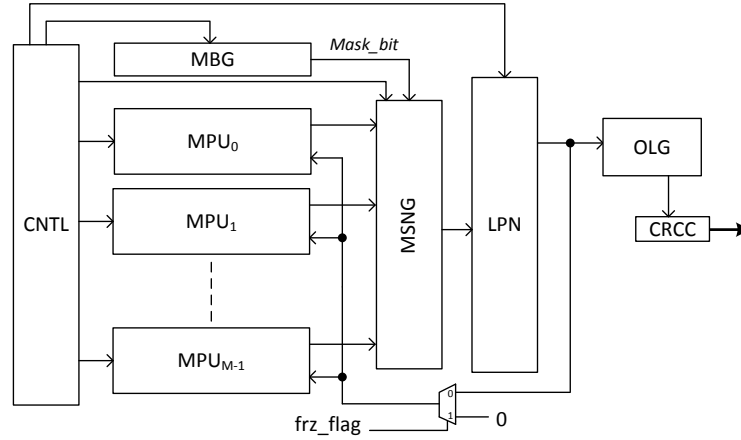 Mask_bit
MBG
MPU0
OLG
CNTL
MPU1
MSNG
LPN
CRCC
MPUM-1
0
1
0
frz_flag